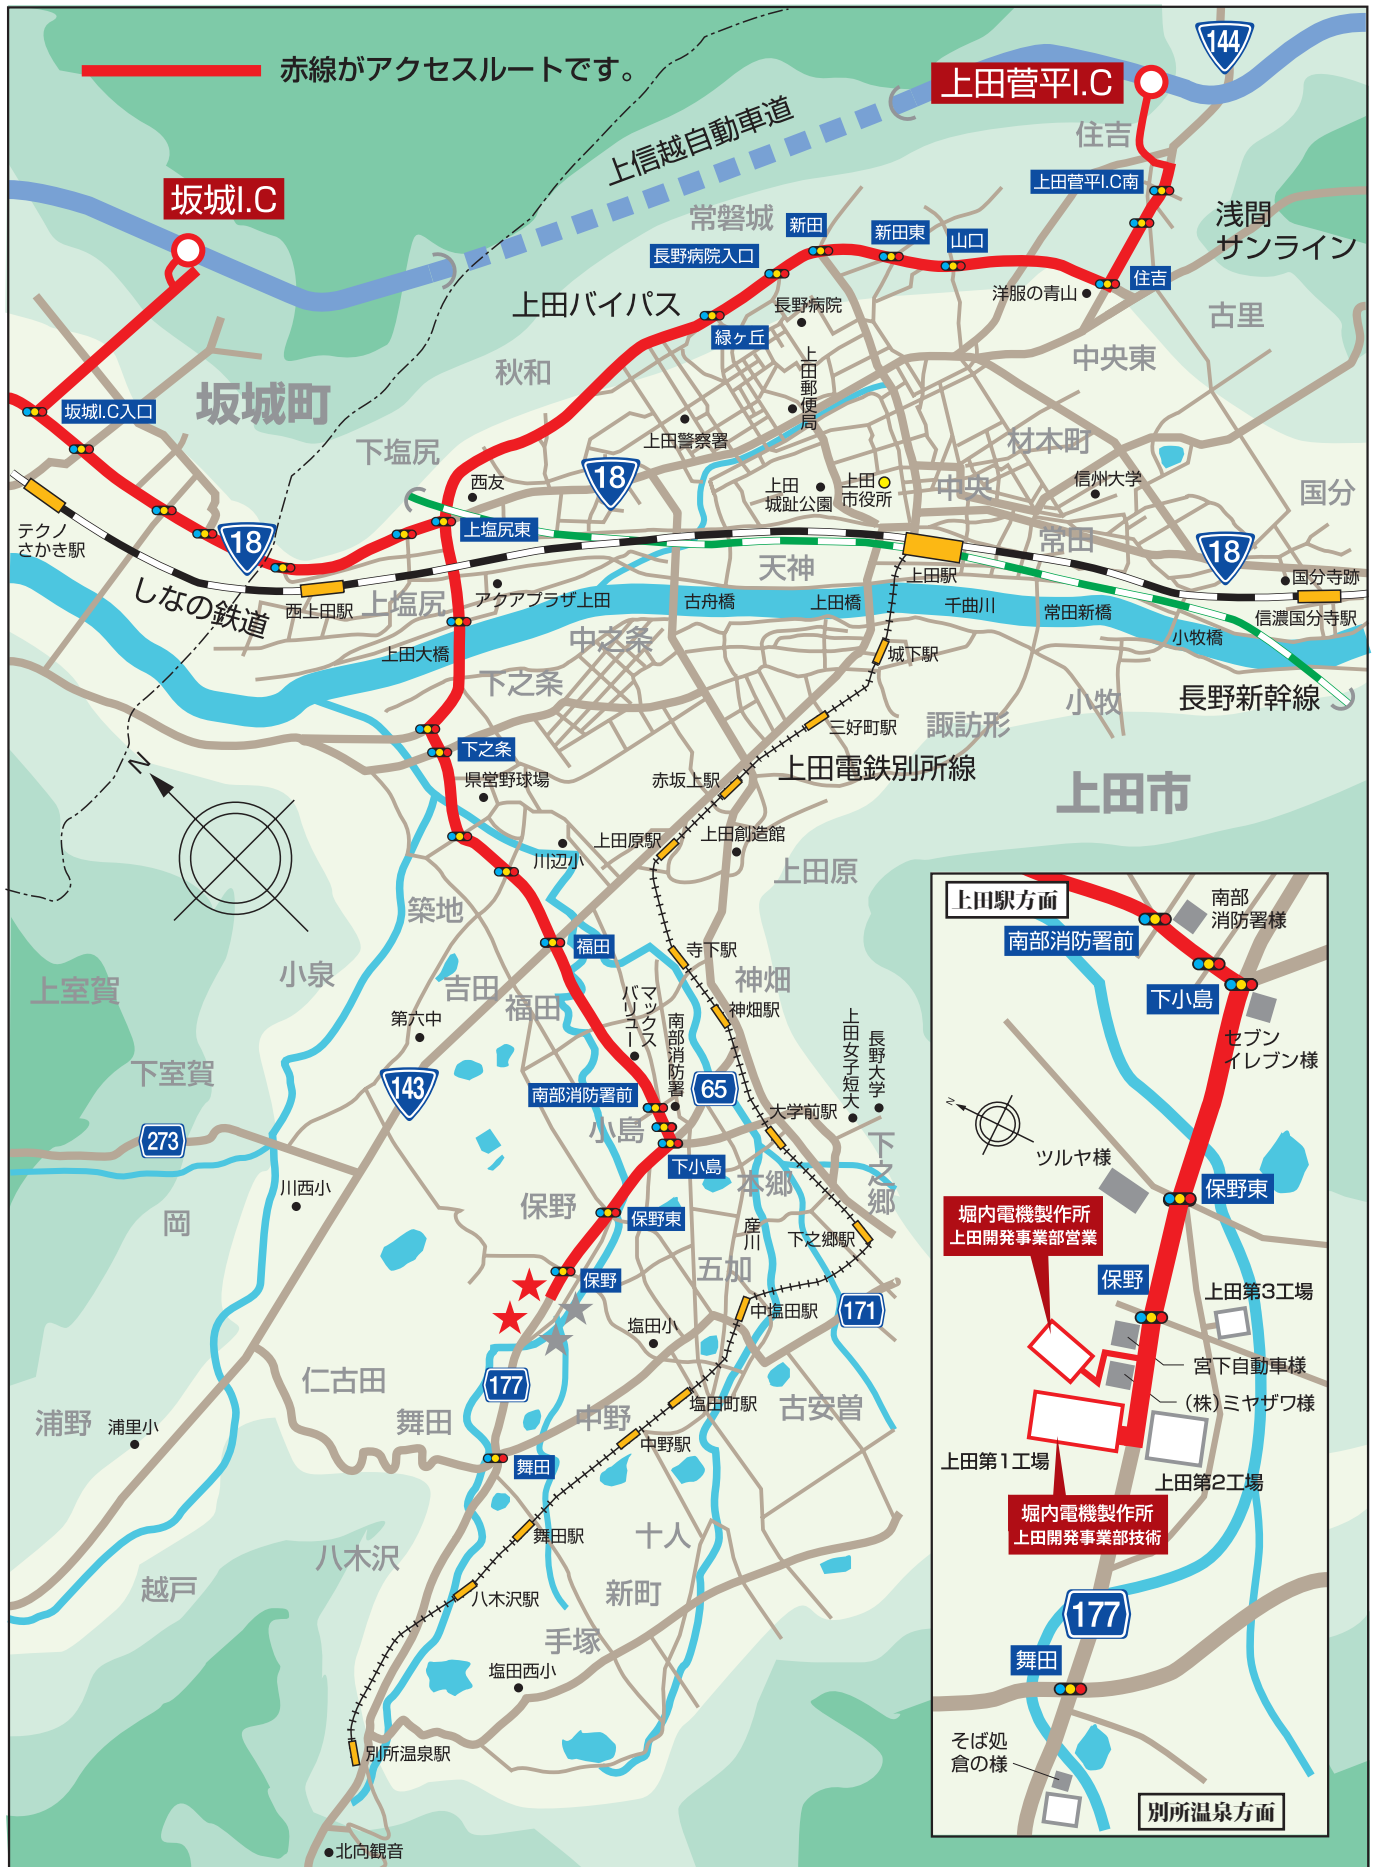 赤線がアクセスルートです。
144
上田菅平I.C
住吉
上信越自動車道
上田菅平I.C南
坂城I.C
常磐城
浅間
サンライン
新田
新田東
山口
長野病院入口
住吉
洋服の青山
上田バイパス
長野病院
古里
緑ヶ丘
中央東
秋和
上田郵便局
坂城町
坂城I.C入口
上田警察署
材本町
下塩尻
18
西友
上田
城趾公園
上田
市役所
中央
信州大学
国分
テクノ
さかき駅
18
上塩尻東
常田
18
天神
上田駅
国分寺跡
しなの鉄道
西上田駅
上塩尻
アクアプラザ上田
古舟橋
上田橋
千曲川
常田新橋
信濃国分寺駅
小牧橋
中之条
上田大橋
城下駅
下之条
小牧
長野新幹線
諏訪形
三好町駅
下之条
N
県営野球場
赤坂上駅
上田電鉄別所線
上田市
上田原駅
上田創造館
川辺小
上田原
築地
福田
寺下駅
小泉
上室賀
吉田
福田
神畑
マックス
バリュー
神畑駅
第六中
南部消防署
上田女子短大
長野大学
下室賀
143
南部消防署前
65
大学前駅
小島
273
下之郷
下小島
川西小
本郷
保野
岡
保野東
産川
下之郷駅
五加
保野
171
中塩田駅
塩田小
仁古田
177
塩田町駅
古安曽
浦野
浦里小
舞田
中野
中野駅
舞田
舞田駅
十人
八木沢
越戸
新町
八木沢駅
手塚
塩田西小
別所温泉駅
北向観音
上田駅方面
南部
消防署様
南部消防署前
下小島
セブン
イレブン様
N
ツルヤ様
保野東
堀内電機製作所
上田開発事業部営業
保野
上田第3工場
宮下自動車様
(株)ミヤザワ様
上田第1工場
上田第2工場
堀内電機製作所
上田開発事業部技術
177
舞田
そば処
倉の様
別所温泉方面